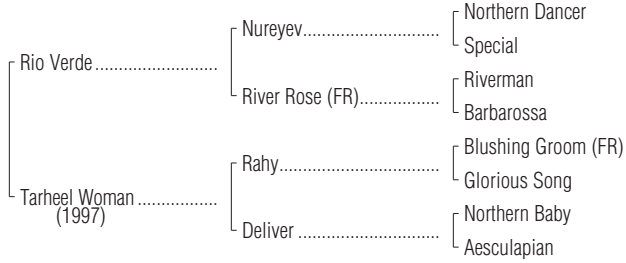 Northern Dancer
Nureyev..............................
Special
Rio Verde ..........................
Riverman
River Rose (FR).................
Barbarossa
Blushing Groom (FR)
Rahy..................................
Glorious Song
Tarheel Woman .................
(1997)
Northern Baby
Deliver ..............................
Aesculapian